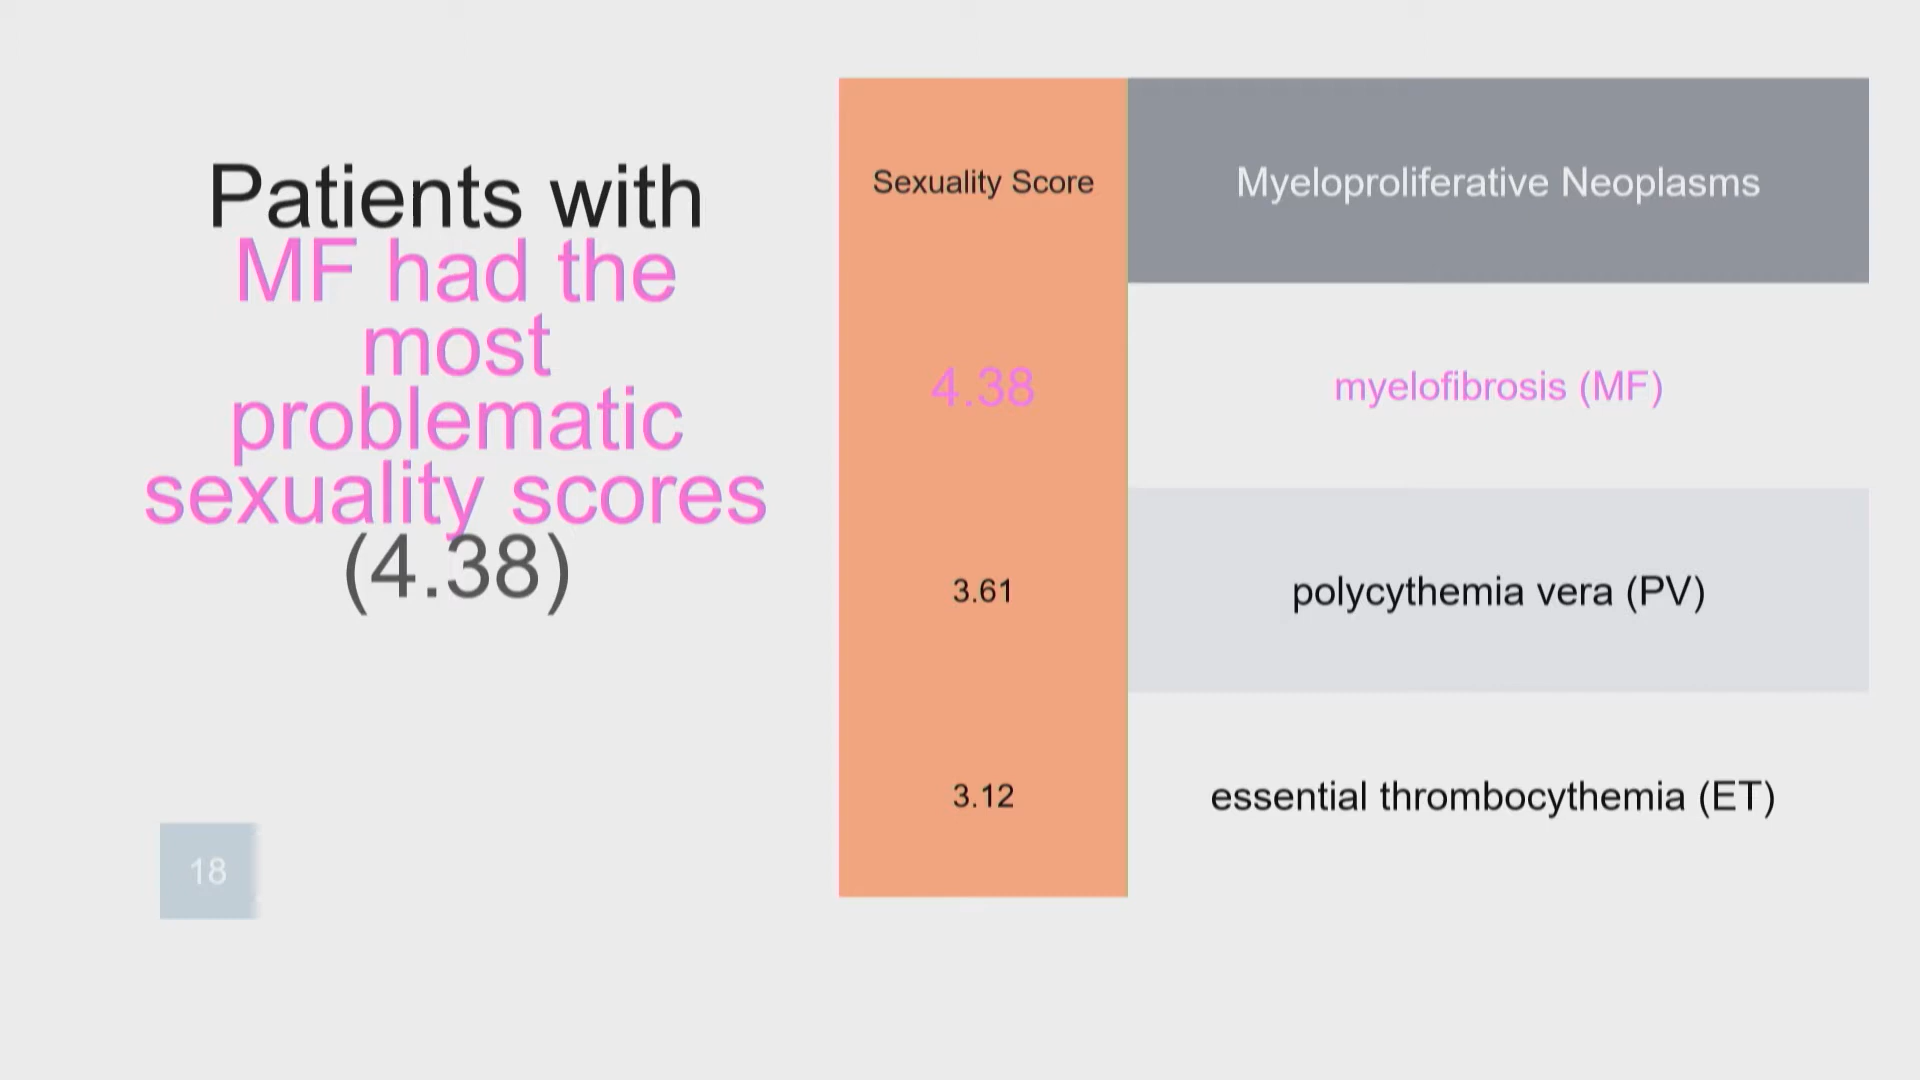 Patients with
MF had the
most
problematic
sexuality scores
(4.38)
Sexuality Score
Myeloproliferative Neoplasms
4.38
myelofibrosis (MF)
3.61
polycythemia vera (PV)
3.12
essential thrombocythemia (ET)
18